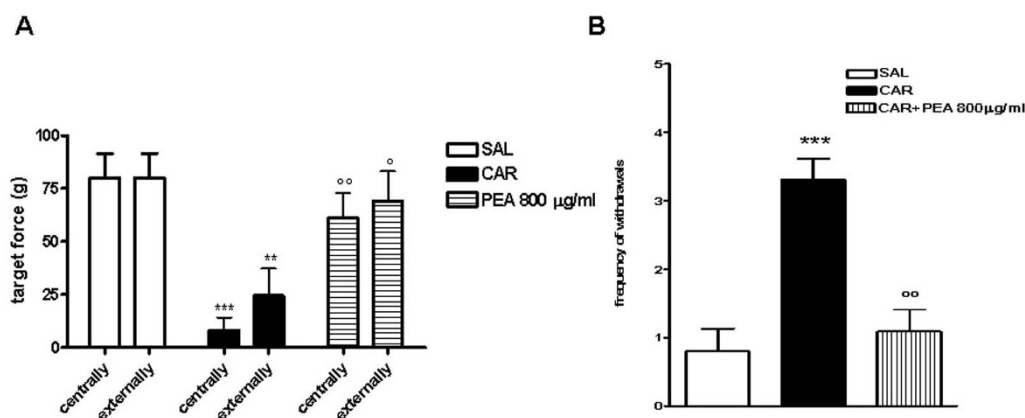 A
target force (g)
100
75
50
25
0
***
**
°°
°
centrally
externally
centrally
externally
centrally
externally
SAL
CAR
PEA 800 µg/ml
B
frequency of withdrawals
5
4
3
2
1
0
***
°°
SAL
CAR
CAR+PEA 800µg/ml